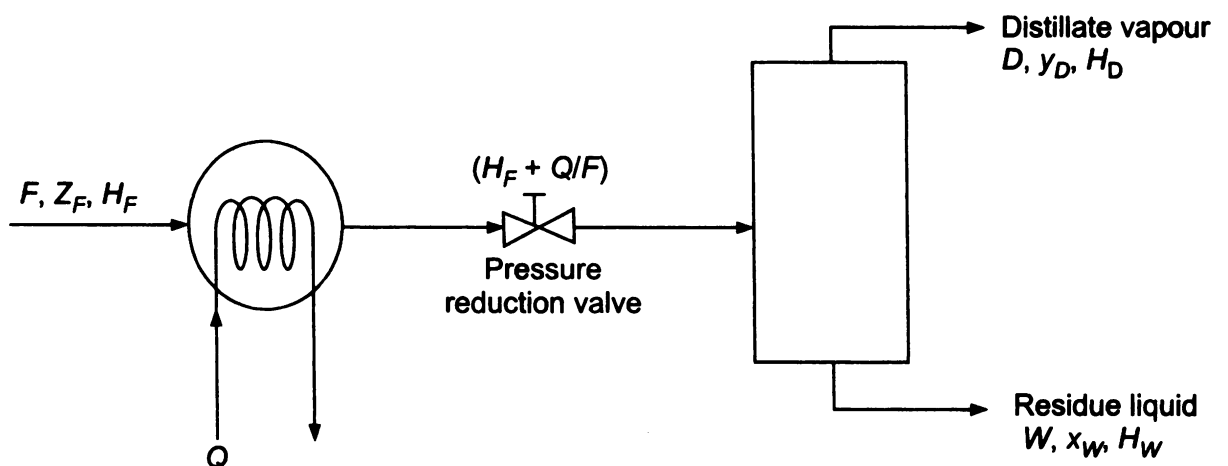 F, Z_F, H_F
Q
(H_F + Q/F)
Pressure
reduction valve
Distillate vapour
D, y_D, H_D
Residue liquid
W, x_W, H_W